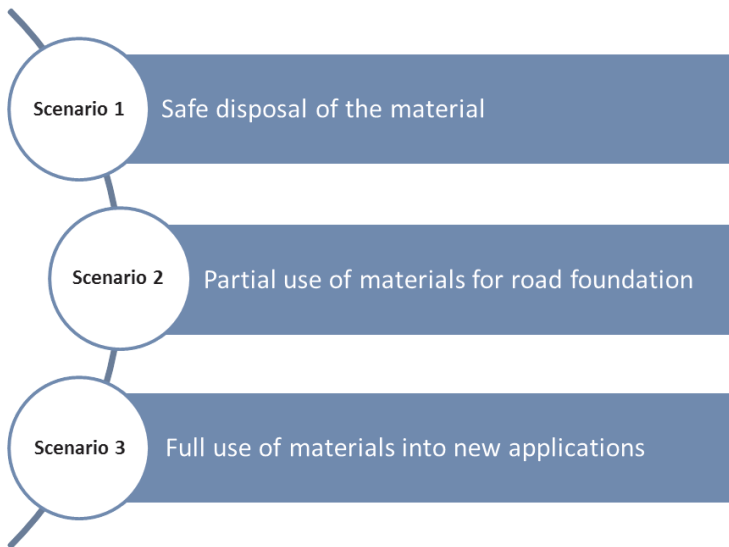 Scenario 1
Safe disposal of the material
Scenario 2
Partial use of materials for road foundation
Scenario 3
Full use of materials into new applications